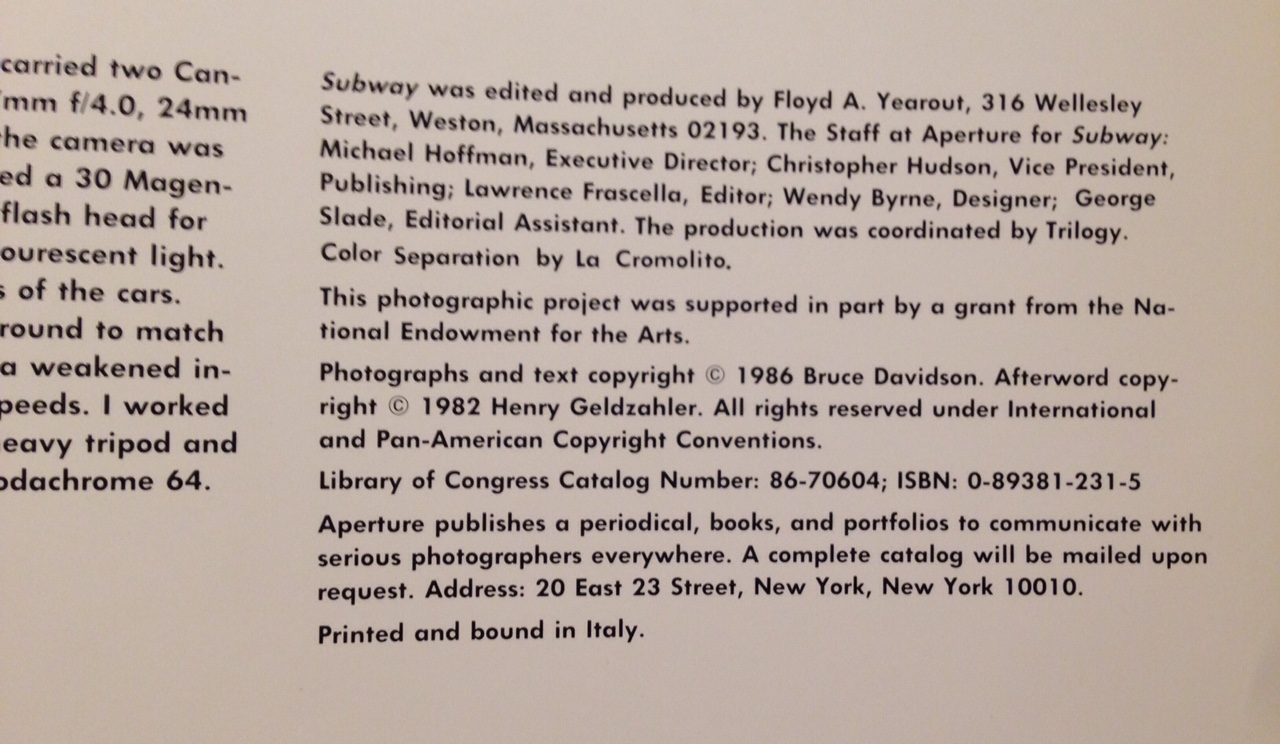 carried two Can-
mm f/4.0, 24mm
the camera was
ed a 30 Magen-
flash head for
ourescent light.
s of the cars.
round to match
a weakened in-
peeds. I worked
eavy tripod and
odachrome 64.
Subway was edited and produced by Floyd A. Yearout, 316 Wellesley
Street, Weston, Massachusetts 02193. The Staff at Aperture for Subway:
Michael Hoffman, Executive Director; Christopher Hudson, Vice President,
Publishing; Lawrence Frascella, Editor; Wendy Byrne, Designer; George
Slade, Editorial Assistant. The production was coordinated by Trilogy.
Color Separation by La Cromolito.
This photographic project was supported in part by a grant from the Na-
tional Endowment for the Arts.
Photographs and text copyright © 1986 Bruce Davidson. Afterword copy-
right © 1982 Henry Geldzahler. All rights reserved under International
and Pan-American Copyright Conventions.
Library of Congress Catalog Number: 86-70604; ISBN: 0-89381-231-5
Aperture publishes a periodical, books, and portfolios to communicate with
serious photographers everywhere. A complete catalog will be mailed upon
request. Address: 20 East 23 Street, New York, New York 10010.
Printed and bound in Italy.